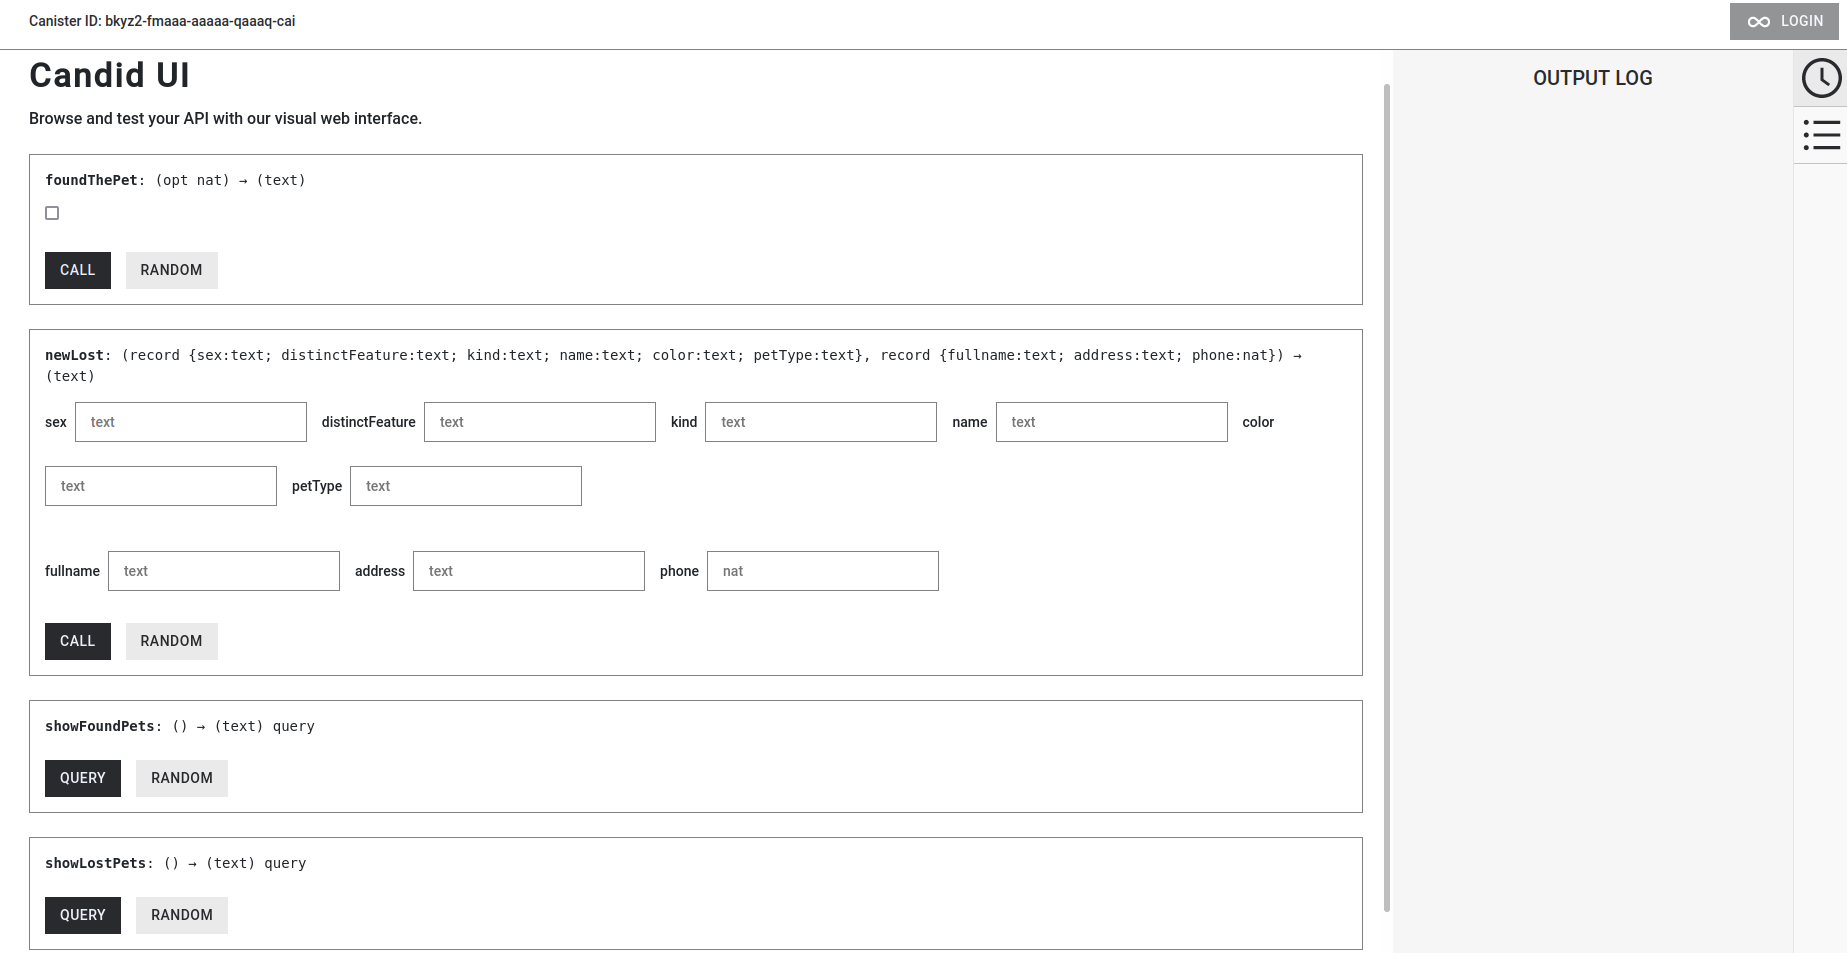 Canister ID: bkyz2-fmaaa-aaaaa-qaaaq-cai
LOGIN
Candid UI
Browse and test your API with our visual web interface.
foundThePet: (opt nat) → (text)
CALL RANDOM
newLost: (record {sex:text; distinctFeature:text; kind:text; name:text; color:text; petType:text}, record {fullname:text; address:text; phone:nat}) →
(text)
sex text distinctFeature text kind text name text color
text petType text
fullname text address text phone nat
CALL RANDOM
showFoundPets: () → (text) query
QUERY RANDOM
showLostPets: () → (text) query
QUERY RANDOM
OUTPUT LOG